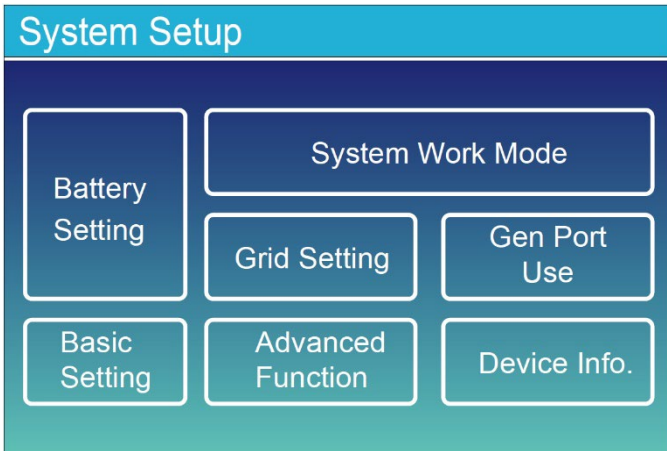 System Setup
Battery
Setting
System Work Mode
Grid Setting
Gen Port
Use
Basic
Setting
Advanced
Function
Device Info.